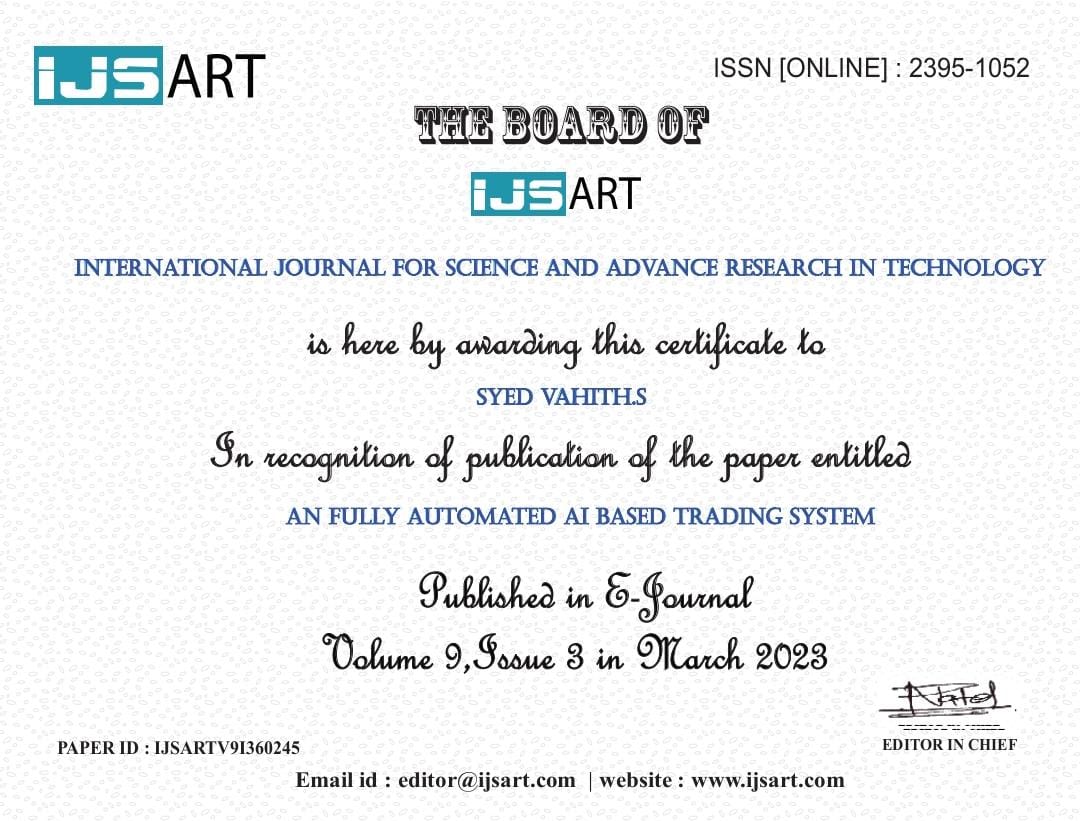 IJSART
ISSN [ONLINE] : 2395-1052
THE BOARD OF
IJSART
INTERNATIONAL JOURNAL FOR SCIENCE AND ADVANCE RESEARCH IN TECHNOLOGY
is here by awarding this certificate to
SYED VAHITH.S
In recognition of publication of the paper entitled
AN FULLY AUTOMATED AI BASED TRADING SYSTEM
Published in E-Journal
Volume 9,Issue 3 in March 2023
PAPER ID : IJSARTV9I360245
EDITOR IN CHIEF
Email id : editor@ijsart.com | website : www.ijsart.com